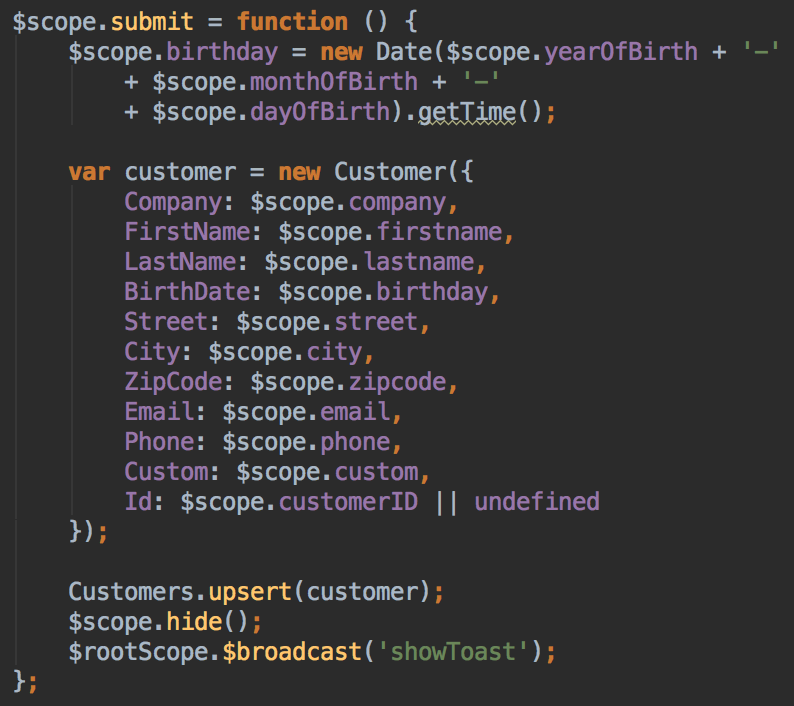 $scope.submit = function () {
    $scope.birthday = new Date($scope.yearOfBirth + '-'
        + $scope.monthOfBirth + '-'
        + $scope.dayOfBirth).getTime();

    var customer = new Customer({
        Company: $scope.company,
        FirstName: $scope.firstname,
        LastName: $scope.lastname,
        BirthDate: $scope.birthday,
        Street: $scope.street,
        City: $scope.city,
        ZipCode: $scope.zipcode,
        Email: $scope.email,
        Phone: $scope.phone,
        Custom: $scope.custom,
        Id: $scope.customerID || undefined
    });

    Customers.upsert(customer);
    $scope.hide();
    $rootScope.$broadcast('showToast');
};